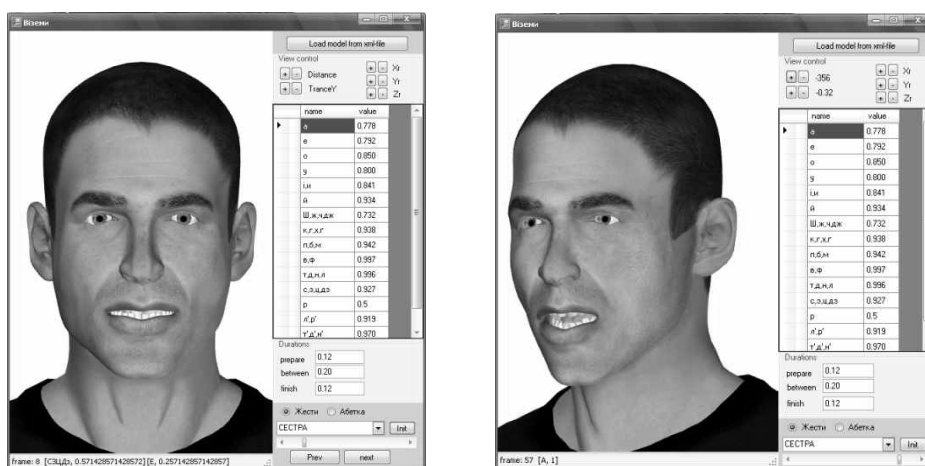 Віземи
Load model from xml-file
View control
+ - Distance + - Xr
+ - TranceY + - Yr
+ - Zr
name value
а 0.778
е 0.792
о 0.850
у 0.800
і,и 0.841
й 0.934
Ш,ж,ч,дж 0.732
к,г,х,ґ 0.938
п,б,м 0.942
в,ф 0.997
т,д,н,л 0.996
с,з,ц,дз 0.927
р 0.5
л',р' 0.919
т'д',н' 0.970
Durations
prepare 0.12
between 0.20
finish 0.12
Жести Абетка
СЕСТРА Init
Prev next
frame: 8 [СЗЦДз, 0.571428571428572][Е, 0.257142857142857]
Віземи
Load model from xml-file
View control
+ - -356 + - Xr
+ - -0.32 + - Yr
+ - Zr
name value
а 0.778
е 0.792
о 0.850
у 0.800
і,и 0.841
й 0.934
Ш,ж,ч,дж 0.732
к,г,х,ґ 0.938
п,б,м 0.942
в,ф 0.997
т,д,н,л 0.996
с,з,ц,дз 0.927
р 0.5
л',р' 0.919
т'д',н' 0.970
Durations
prepare 0.12
between 0.20
finish 0.12
Жести Абетка
СЕСТРА Init
frame: 57 [А, 1]